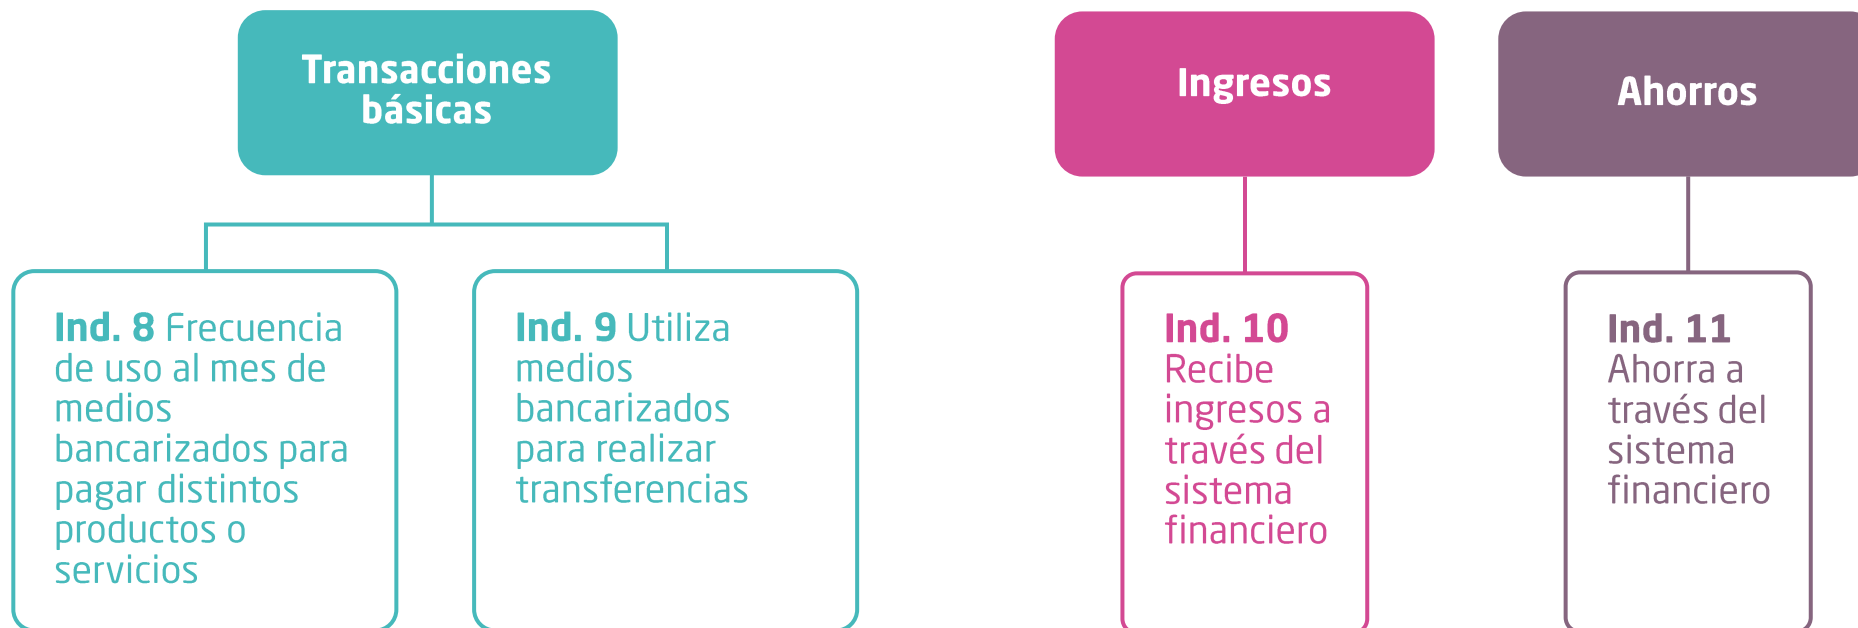 Transacciones
básicas
Ingresos
Ahorros
Ind. 8 Frecuencia
de uso al mes de
medios
bancarizados para
pagar distintos
productos o
servicios
Ind. 9 Utiliza
medios
bancarizados
para realizar
transferencias
Ind. 10
Recibe
ingresos a
través del
sistema
financiero
Ind. 11
Ahorra a
través del
sistema
financiero